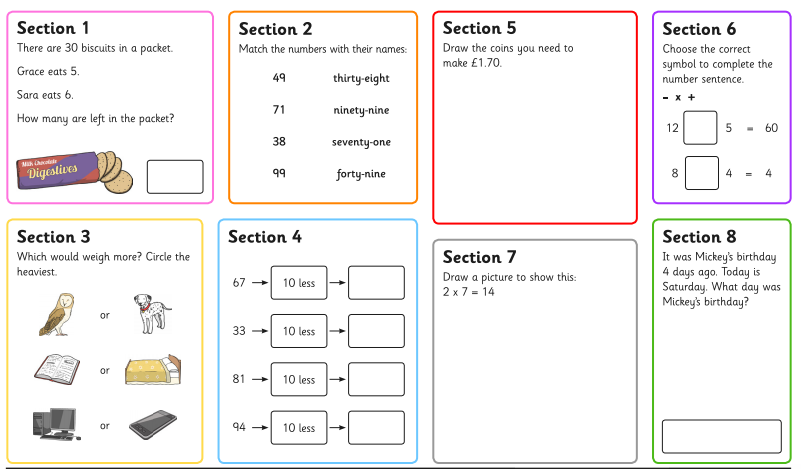 Section 1
There are 30 biscuits in a packet.
Grace eats 5.
Sara eats 6.
How many are left in the packet?
Milk Chocolate
Digestives
Section 2
Match the numbers with their names:
49 thirty-eight
71 ninety-nine
38 seventy-one
99 forty-nine
Section 3
Which would weigh more? Circle the
heaviest.
or
or
or
Section 4
67 10 less
33 10 less
81 10 less
94 10 less
Section 5
Draw the coins you need to
make £1.70.
Section 6
Choose the correct
symbol to complete the
number sentence.
- x +
12 5 = 60
8 4 = 4
Section 7
Draw a picture to show this:
2 x 7 = 14
Section 8
It was Mickey's birthday
4 days ago. Today is
Saturday. What day was
Mickey's birthday?